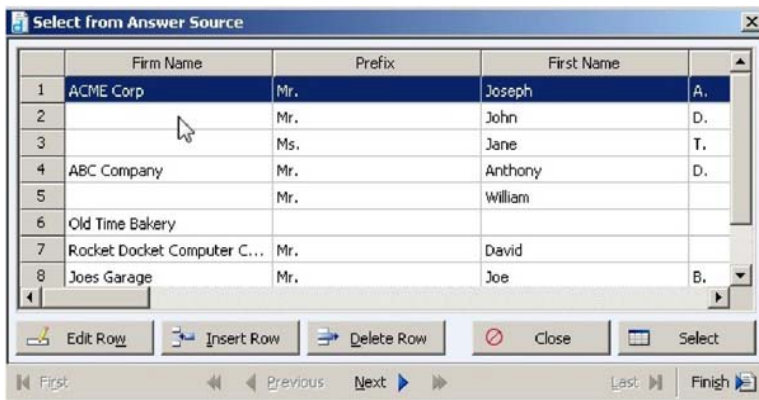 Select from Answer Source
Firm Name Prefix First Name
1 ACME Corp Mr. Joseph A.
2 Mr. John D.
3 Ms. Jane T.
4 ABC Company Mr. Anthony D.
5 Mr. William
6 Old Time Bakery
7 Rocket Docket Computer C... Mr. David
8 Joes Garage Mr. Joe B.
Edit Row Insert Row Delete Row Close Select
First Previous Next Last Finish